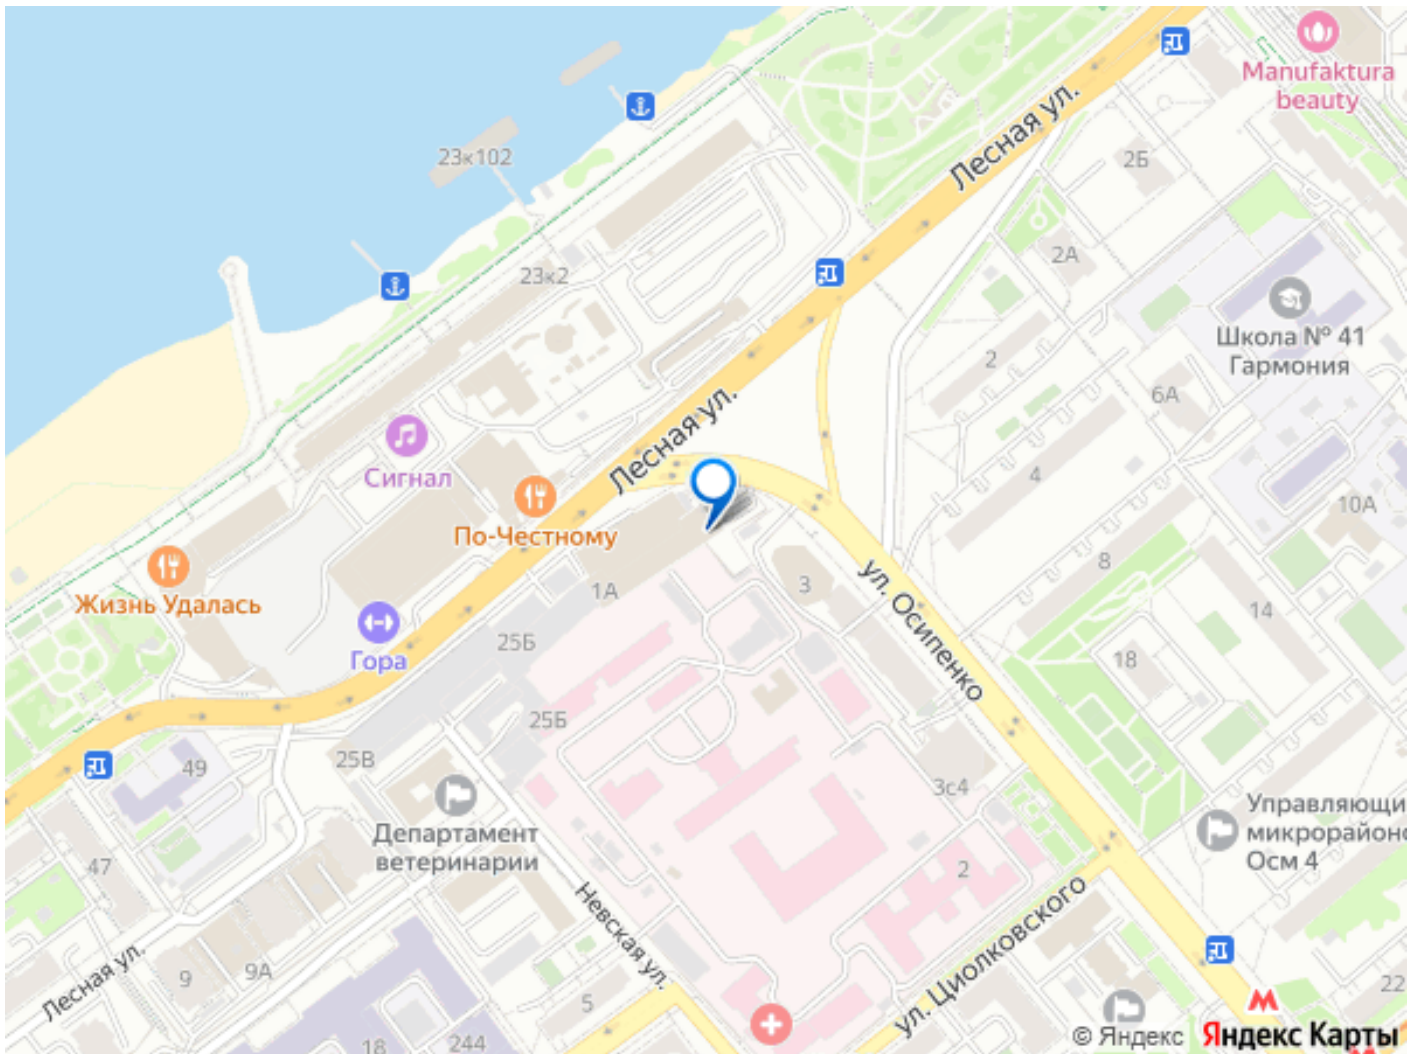 Manufaktura
beauty
Лесная ул.
23к102
2Б
2А
23к2
Школа № 41
Гармония
2
6А
Лесная ул.
Сигнал
4
10А
По-Честному
Жизнь Удалась
1А
3
8
ул. Осипенко
14
Гора
25Б
18
25Б
25В
49
3с4
Департамент
ветеринарии
Управляющи
микрорайоно
Осм 4
47
2
Невская ул.
ул. Циолковского
Лесная ул.
9
9А
5
22
18
244
© Яндекс
Яндекс Карты